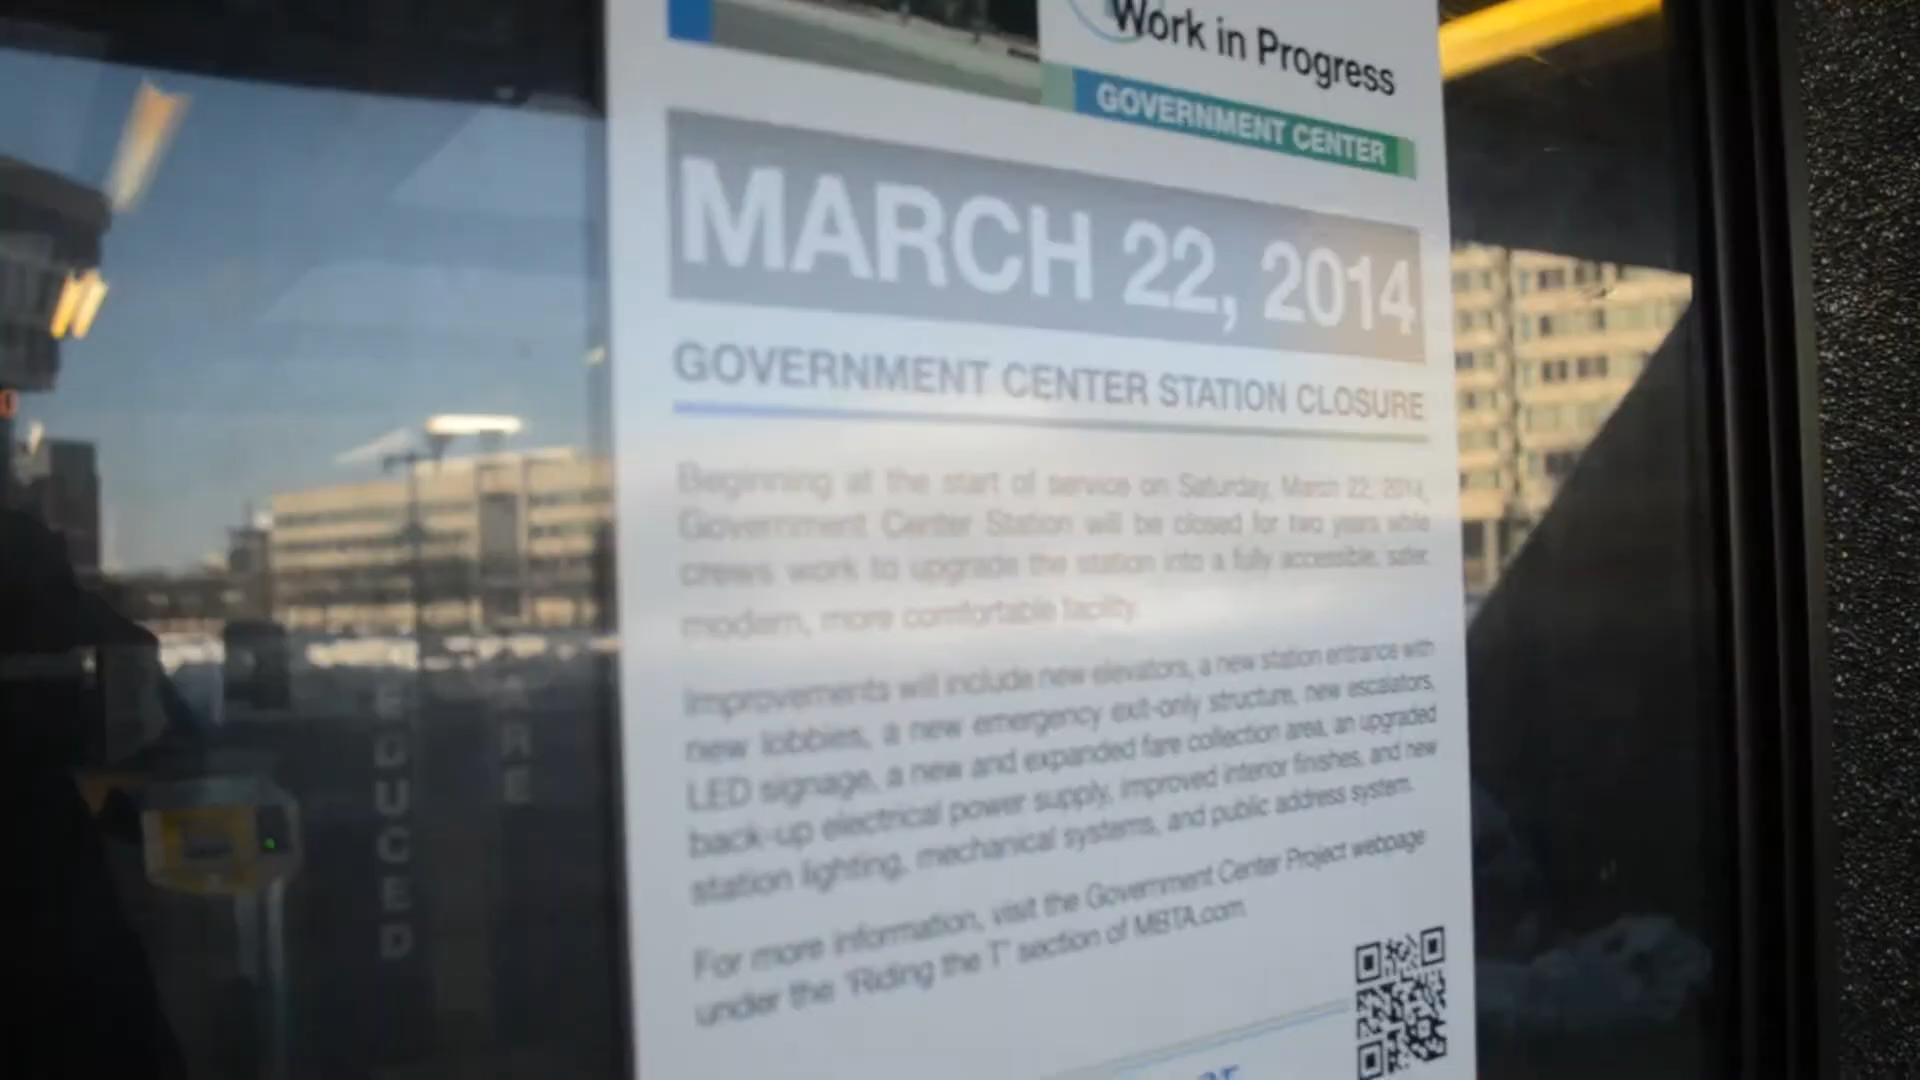 Work in Progress
GOVERNMENT CENTER
MARCH 22, 2014
GOVERNMENT CENTER STATION CLOSURE
Beginning at the start of service on Saturday, March 22, 2014,
Government Center Station will be closed for two years while
crews work to upgrade the station into a fully accessible, safer,
modern, more comfortable facility.
Improvements will include new elevators, a new station entrance with
new lobbies, a new emergency exit-only structure, new escalators,
LED signage, a new and expanded fare collection area, an upgraded
back-up electrical power supply, improved interior finishes, and new
station lighting, mechanical systems, and public address system.
For more information, visit the Government Center Project webpage
under the "Riding the T" section of MBTA.com